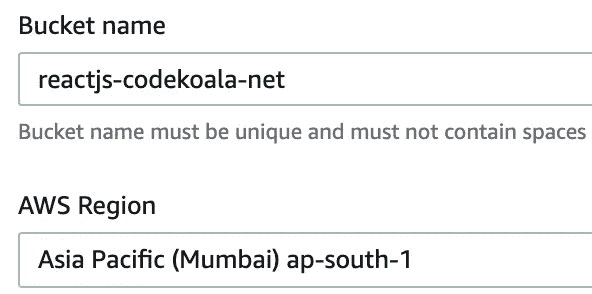 Bucket name
reactjs-codekoala-net
Bucket name must be unique and must not contain spaces
AWS Region
Asia Pacific (Mumbai) ap-south-1